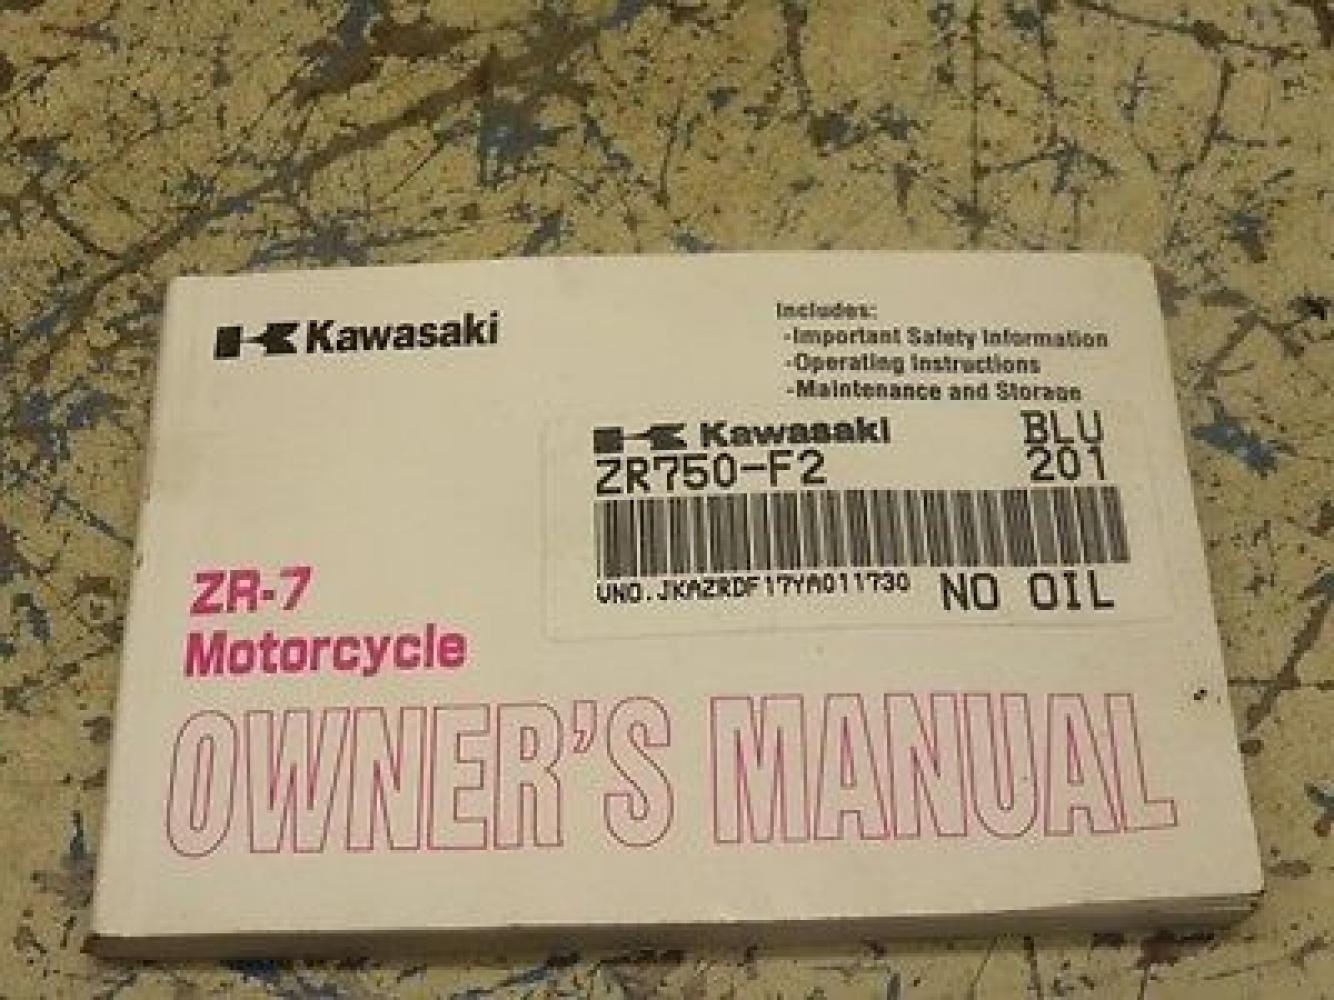 Kawasaki
Includes:
-Important Safety Information
-Operating Instructions
-Maintenance and Storage
Kawasaki BLU
ZR750-F2 201
VNO.JKAZRDF17YA011730 NO OIL
ZR-7
Motorcycle
OWNER'S MANUAL